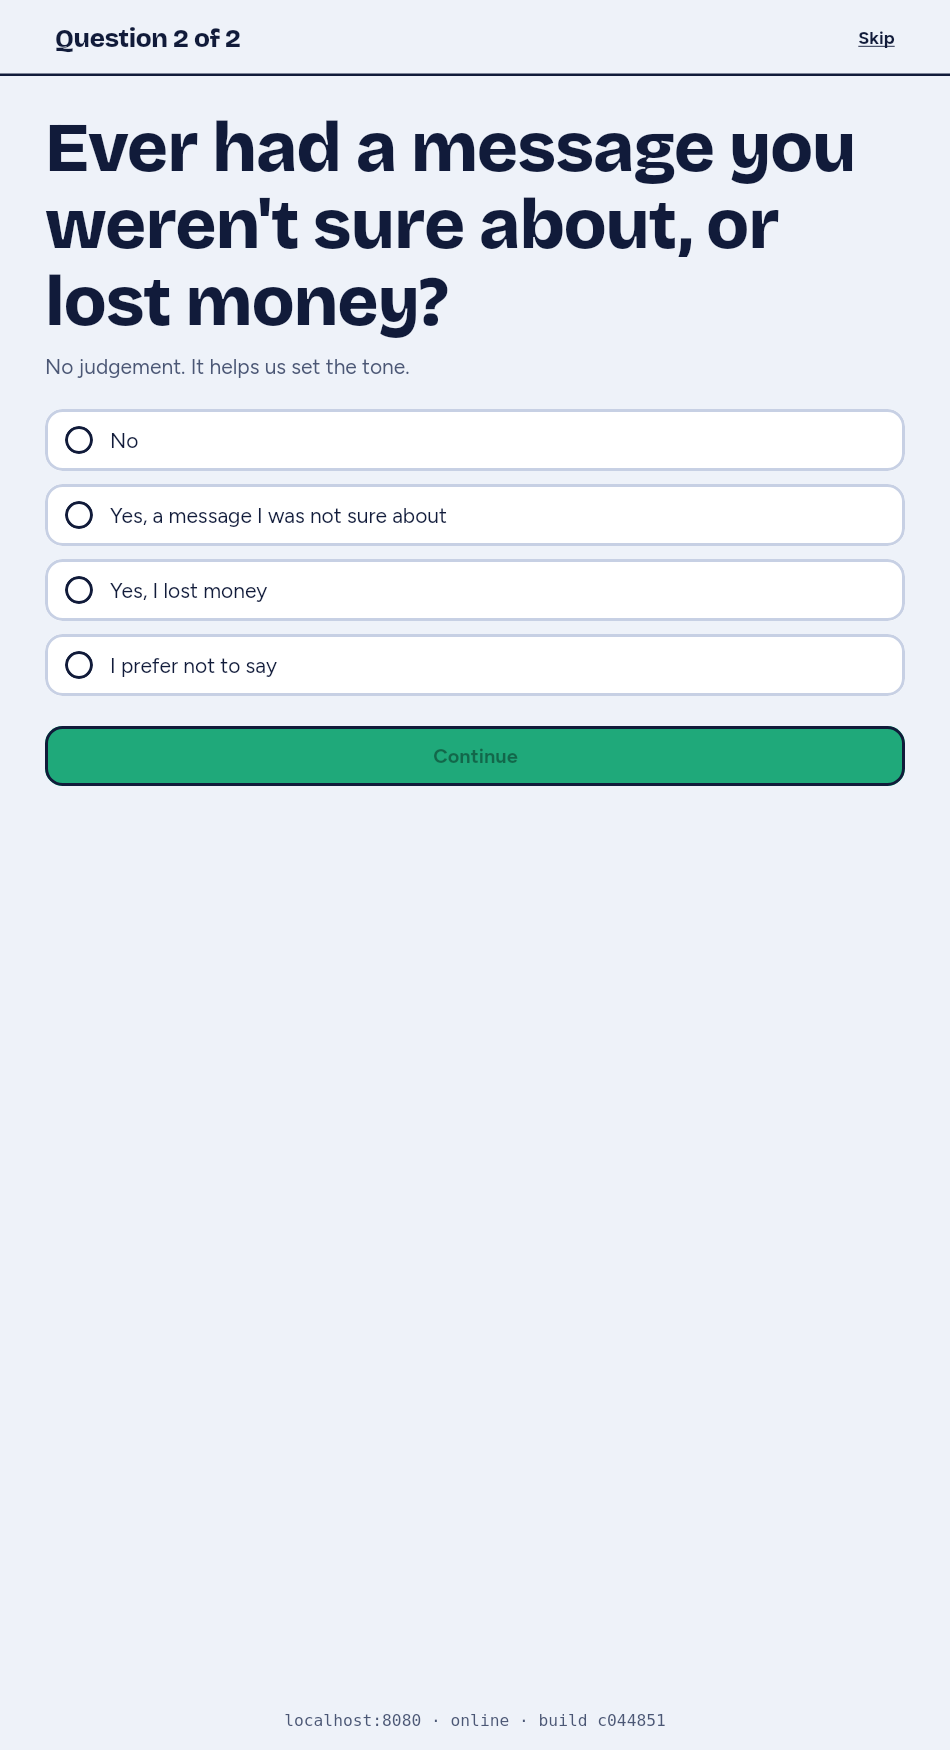 Question 2 of 2
Skip
Ever had a message you
weren't sure about, or
lost money?
No judgement. It helps us set the tone.
No
Yes, a message I was not sure about
Yes, I lost money
I prefer not to say
Continue
localhost:8080 · online · build c044851